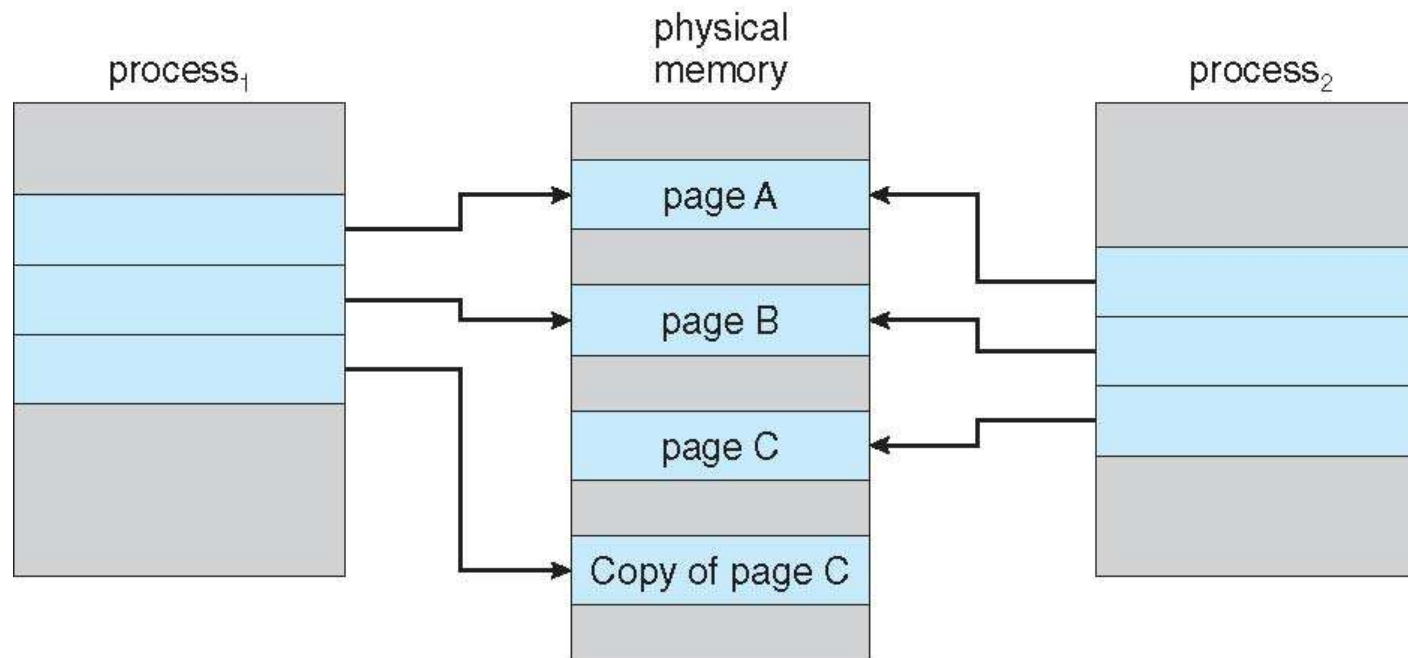 process₁
physical
memory
process₂
page A
page B
page C
Copy of page C